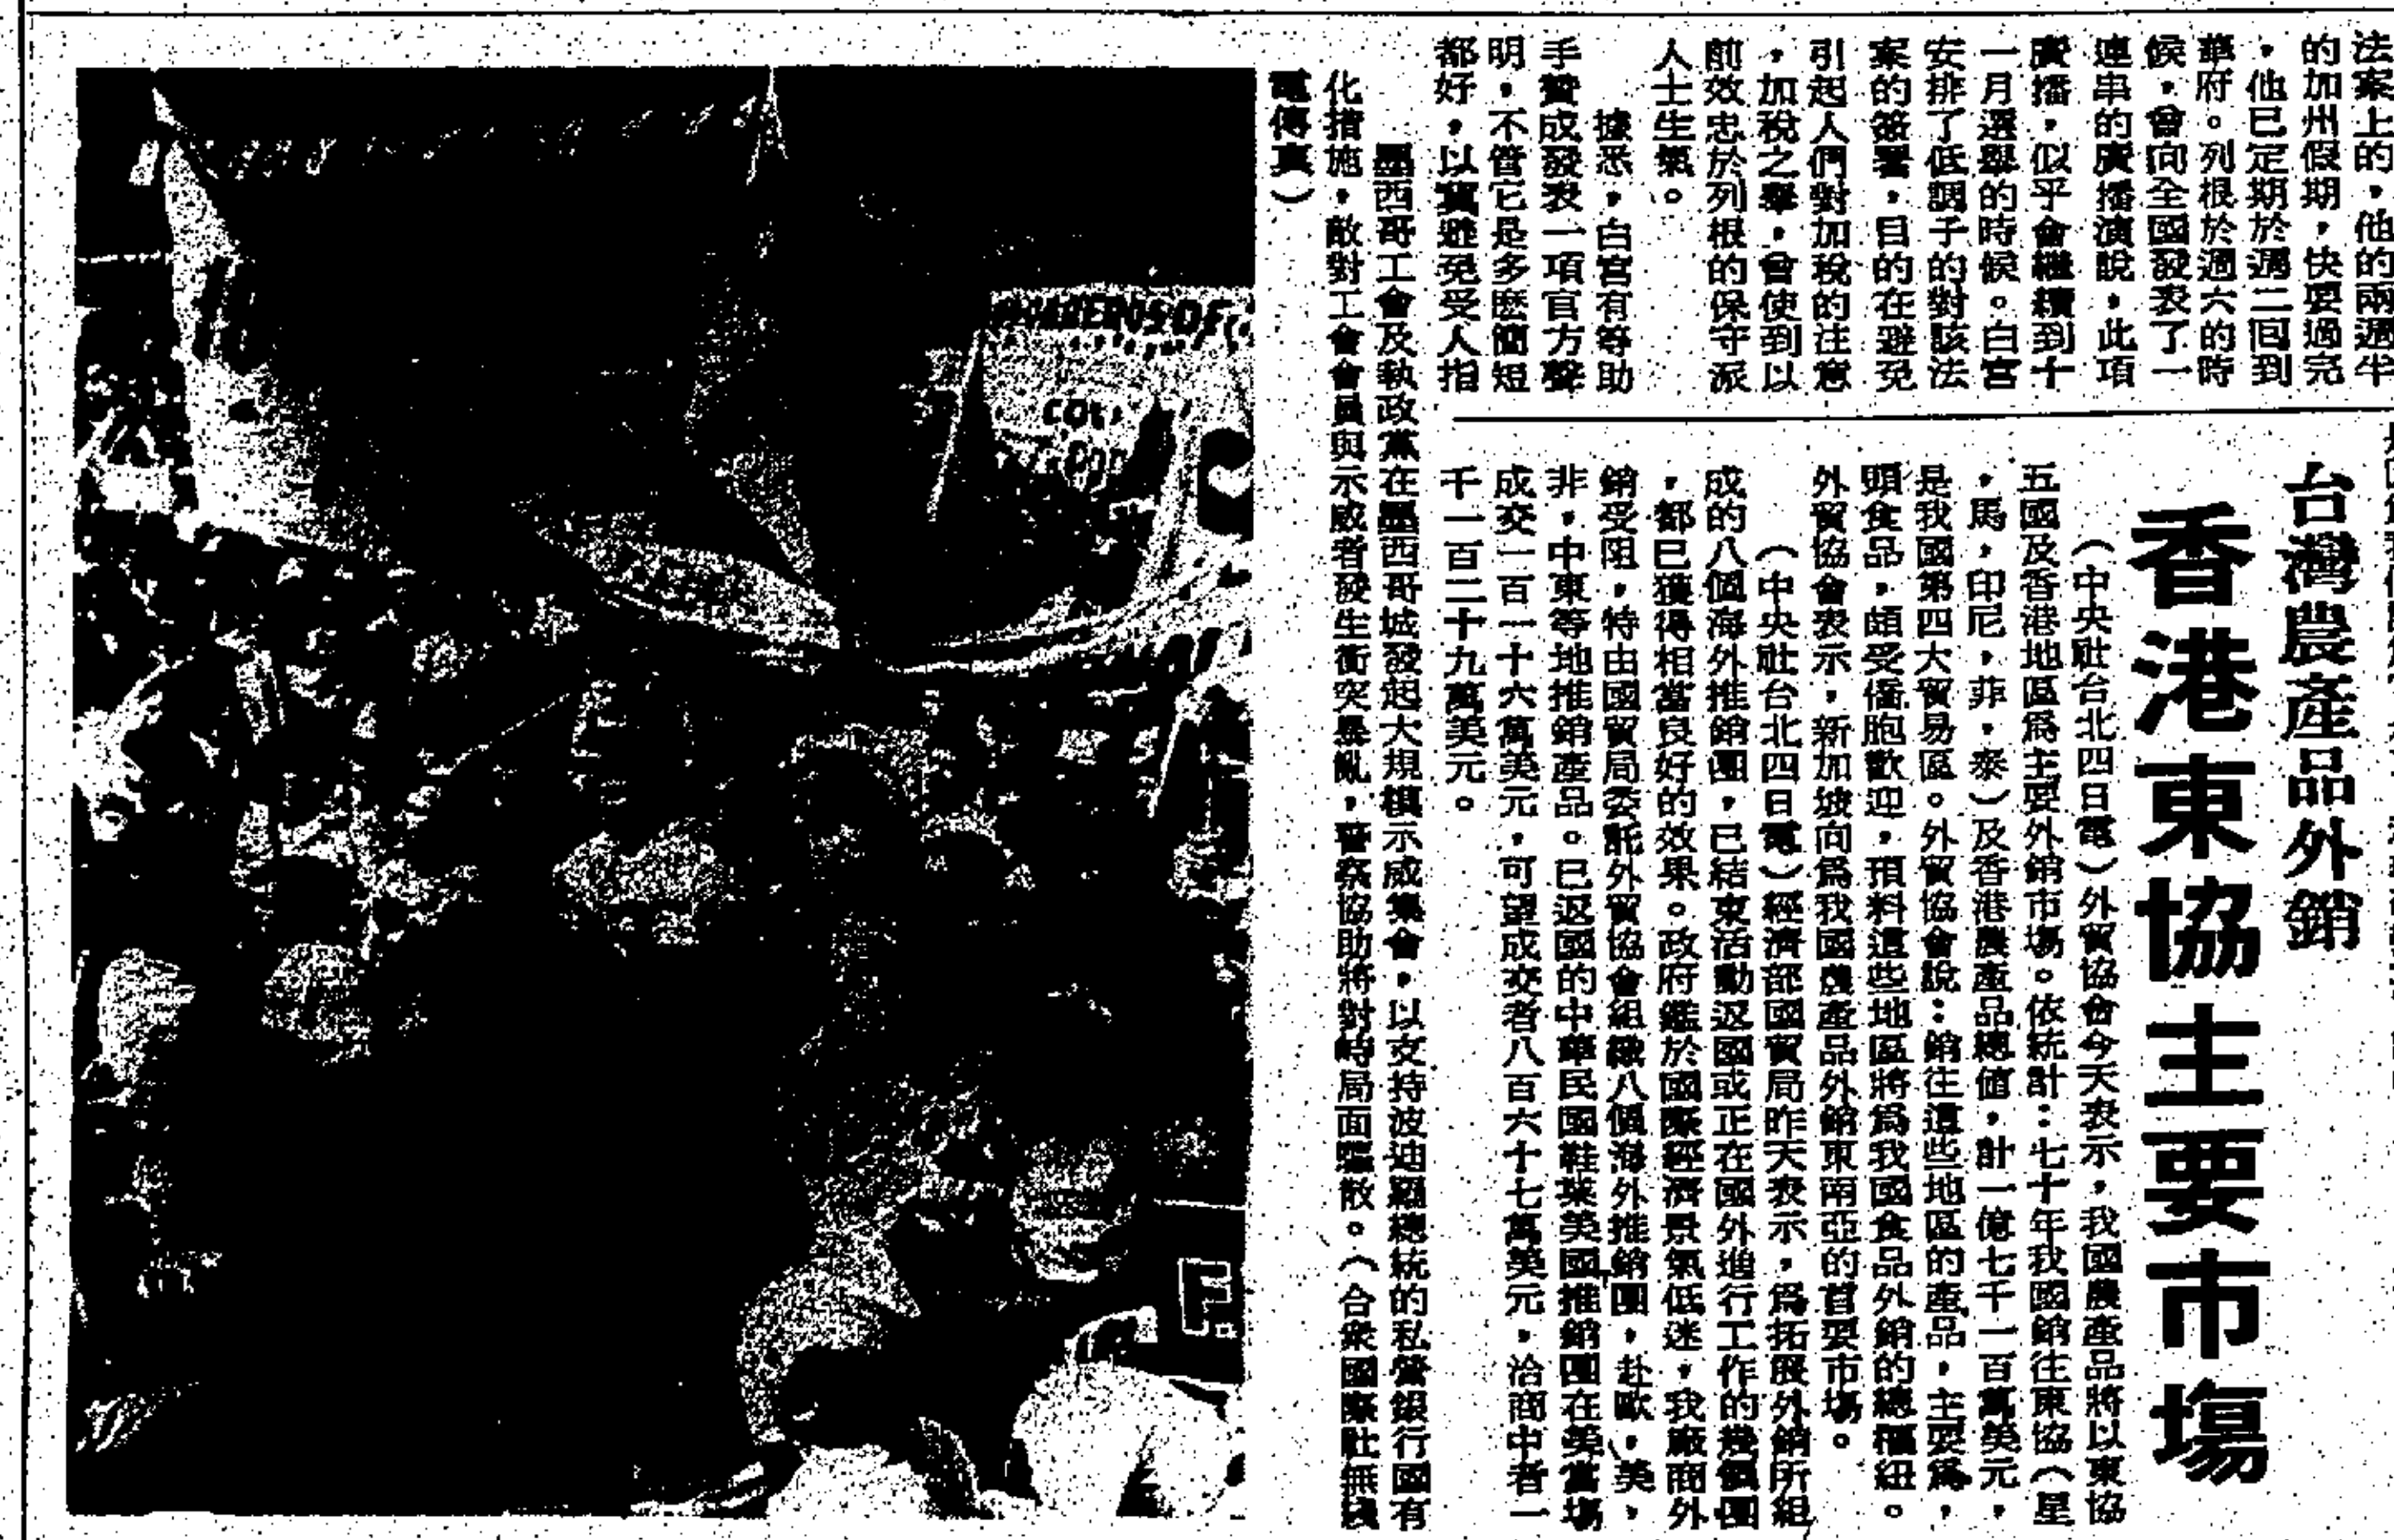 法案上的，他的兩週半
的加州假期，快要過完
，他已定期於週二回到
華府。列根於週六的時
候，曾向全國發表了一
連串的廣播演說，此項
廣播，似乎會繼續到十
一月選舉的時候。白宮
安排了低調子的對該法
案的簽署，目的在避免
引起人們對加稅的注意
，加稅之舉，會使到以
前效忠於列根的保守派
人士生氣。
據悉，白宮有等助
手贊成發表一項官方聲
明，不管它是多麽簡短
都好，以冀避免受人指
台灣農產品外銷
香港東協主要市場
（中央社台北四日電）外貿協會今天表示，我國農產品將以東協
五國及香港地區爲主要外銷市場。依統計：七十年我國銷往東協（星
，馬，印尼，菲，泰）及香港農產品總值，計一億七千一百萬美元，
是我國第四大貿易區。外貿協會說：銷往這些地區的產品，主要爲，
頭食品，頗受僑胞歡迎，預料這些地區將爲我國食品外銷的總樞紐。
外貿協會表示，新加坡向爲我國農產品外銷東南亞的首要市場。
（中央社台北四日電）經濟部國貿局昨天表示，爲拓展外銷所組
成的八個海外推銷團，已結束活動返國或正在國外進行工作的幾個團
，都已獲得相當良好的效果。政府鑑於國際經濟景氣低迷，我廠商外
銷受阻，特由國貿局委託外貿協會組織八個海外推銷團，赴歐，美，
非，中東等地推銷產品。已返國的中華民國鞋業美國推銷團在美當場
成交一百一十六萬美元，可望成交者八百六十七萬美元，洽商中者一
千一百二十九萬美元。
墨西哥工會及執政黨在墨西哥城發起大規模示威集會，以支持波迪羅總統的私營銀行國有
化措施，敵對工會會員與示威者發生衝突暴亂，警察協助將對峙局面驅散。（合衆國際社無綫
電傳真）